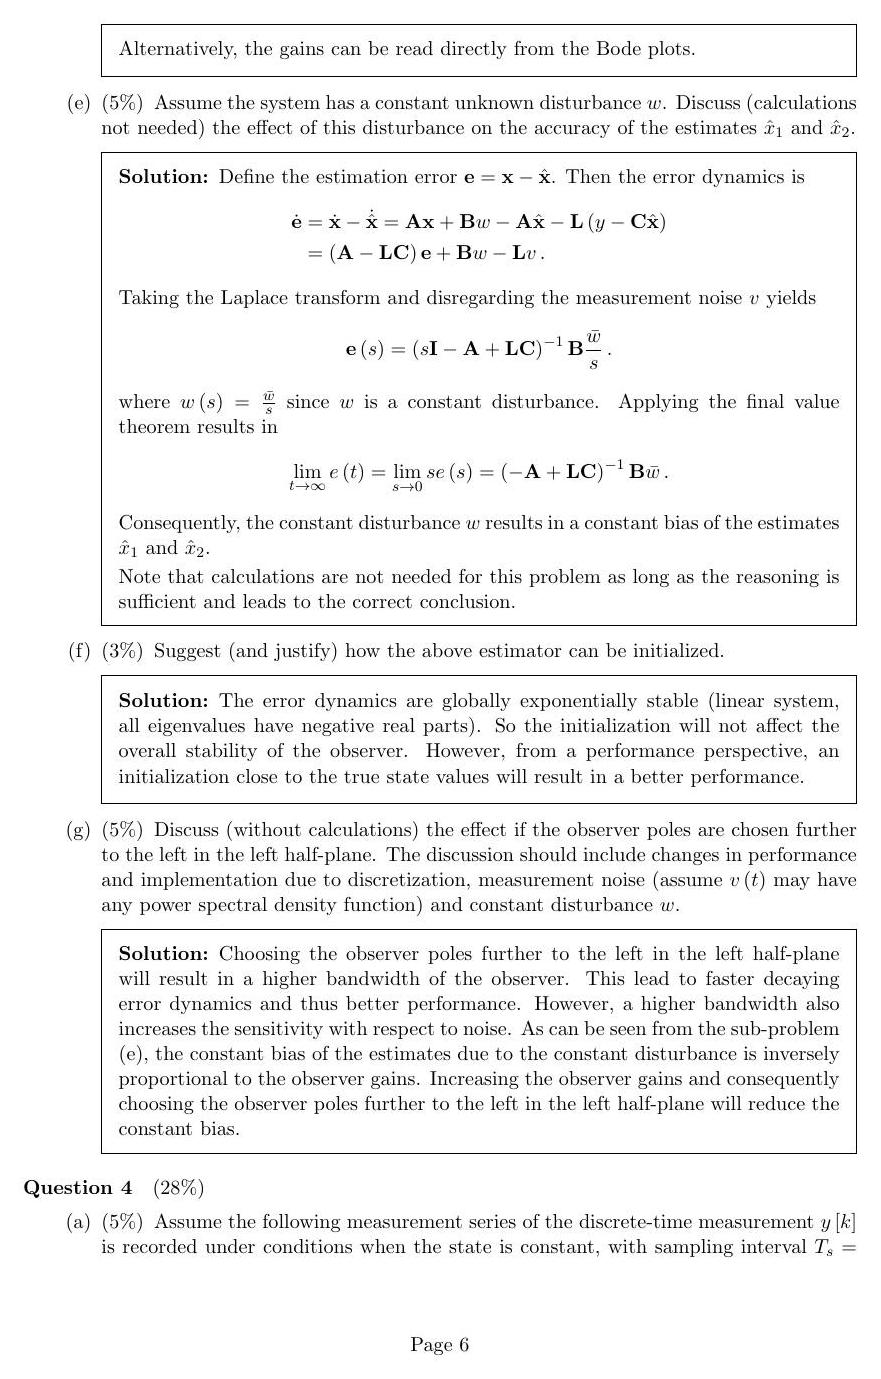 Alternatively, the gains can be read directly from the Bode plots.
(e) (5%) Assume the system has a constant unknown disturbance w. Discuss (calculations
not needed) the effect of this disturbance on the accuracy of the estimates x̂₁ and x̂₂.
Solution: Define the estimation error e = x − x̂. Then the error dynamics is
ė = ẋ − x̂̇ = Ax + Bw − Ax̂ − L (y − Cx̂)
= (A − LC) e + Bw − Lv .
Taking the Laplace transform and disregarding the measurement noise v yields
e (s) = (sI − A + LC)⁻¹ B w̄/s .
where w (s) = w̄/s since w is a constant disturbance. Applying the final value
theorem results in
lim t→∞ e (t) = lim s→0 se (s) = (−A + LC)⁻¹ Bw̄ .
Consequently, the constant disturbance w results in a constant bias of the estimates
x̂₁ and x̂₂.
Note that calculations are not needed for this problem as long as the reasoning is
sufficient and leads to the correct conclusion.
(f) (3%) Suggest (and justify) how the above estimator can be initialized.
Solution: The error dynamics are globally exponentially stable (linear system,
all eigenvalues have negative real parts). So the initialization will not affect the
overall stability of the observer. However, from a performance perspective, an
initialization close to the true state values will result in a better performance.
(g) (5%) Discuss (without calculations) the effect if the observer poles are chosen further
to the left in the left half-plane. The discussion should include changes in performance
and implementation due to discretization, measurement noise (assume v (t) may have
any power spectral density function) and constant disturbance w.
Solution: Choosing the observer poles further to the left in the left half-plane
will result in a higher bandwidth of the observer. This lead to faster decaying
error dynamics and thus better performance. However, a higher bandwidth also
increases the sensitivity with respect to noise. As can be seen from the sub-problem
(e), the constant bias of the estimates due to the constant disturbance is inversely
proportional to the observer gains. Increasing the observer gains and consequently
choosing the observer poles further to the left in the left half-plane will reduce the
constant bias.
Question 4 (28%)
(a) (5%) Assume the following measurement series of the discrete-time measurement y [k]
is recorded under conditions when the state is constant, with sampling interval Tₛ =
Page 6